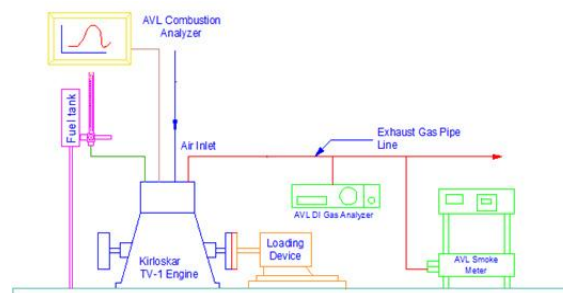 AVL Combustion
Analyzer
Fuel tank
Air Inlet
Exhaust Gas Pipe
Line
AVL DI Gas Analyzer
Kirloskar
TV-1 Engine
Loading
Device
AVL Smoke
Meter